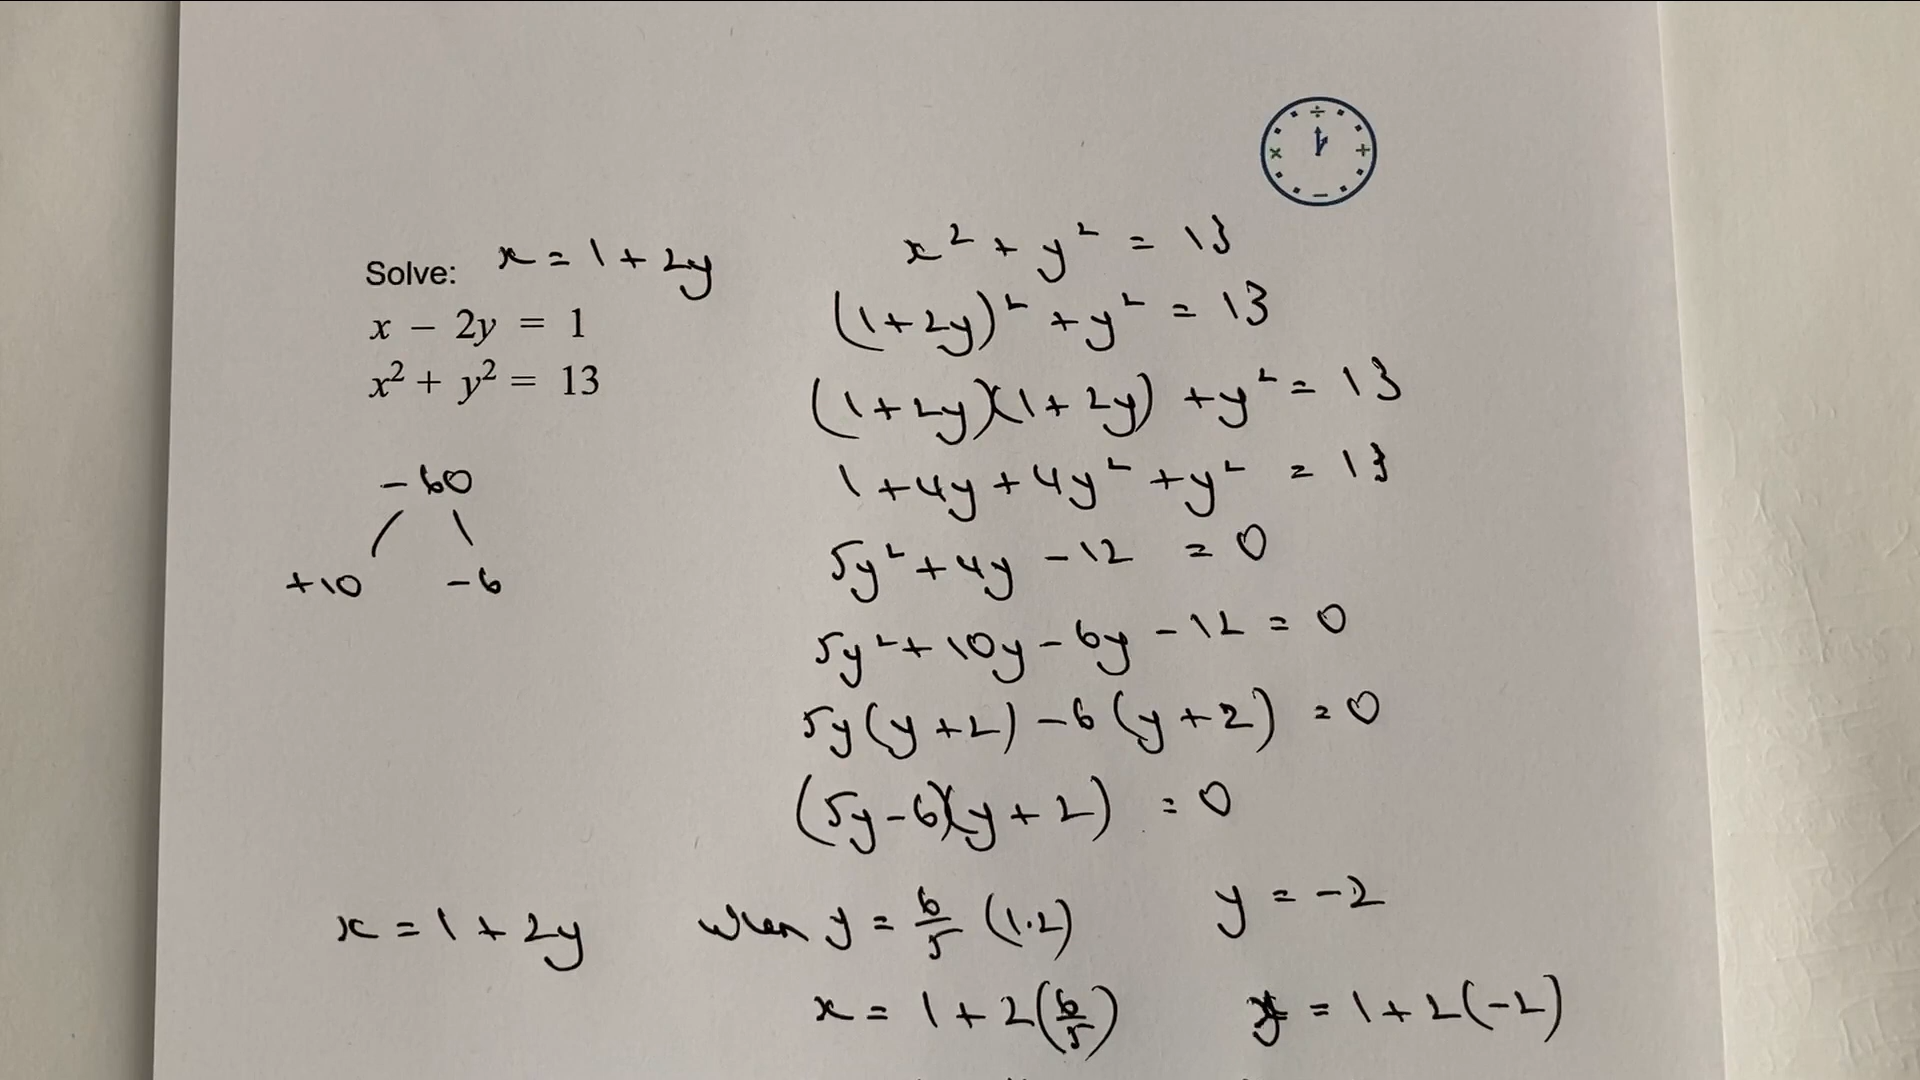 Solve: x = 1 + 2y
x − 2y = 1
x² + y² = 13
-60
+10 -6
x² + y² = 13
(1+2y)² + y² = 13
(1+2y)(1+2y) + y² = 13
1 + 4y + 4y² + y² = 13
5y² + 4y - 12 = 0
5y² + 10y - 6y - 12 = 0
5y(y+2) - 6(y+2) = 0
(5y-6)(y+2) = 0
x = 1 + 2y when y = 6/5 (1.2) y = -2
x = 1 + 2(6/5) = 1 + 2(-2)
÷
× +
−